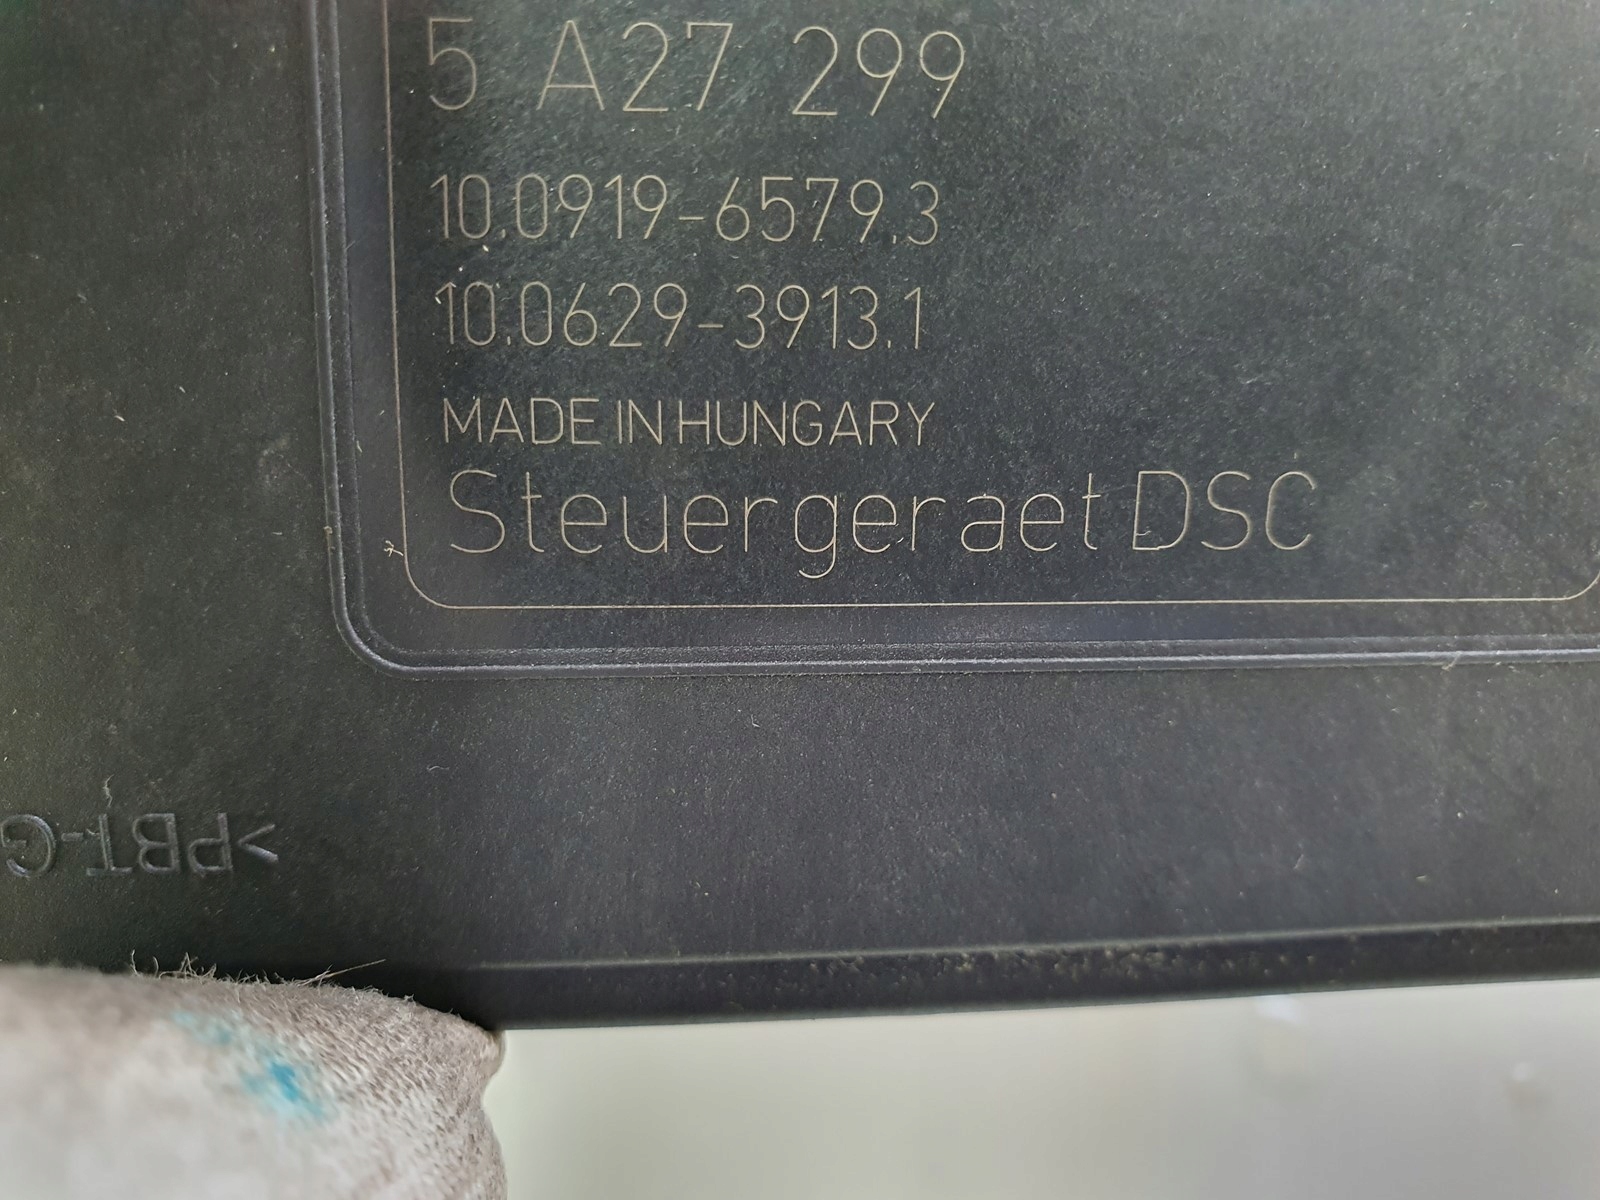 5 A27 299
10.0919-6579.3
10.0629-3913.1
MADE IN HUNGARY
Steuergeraet DSC
>PBT-G